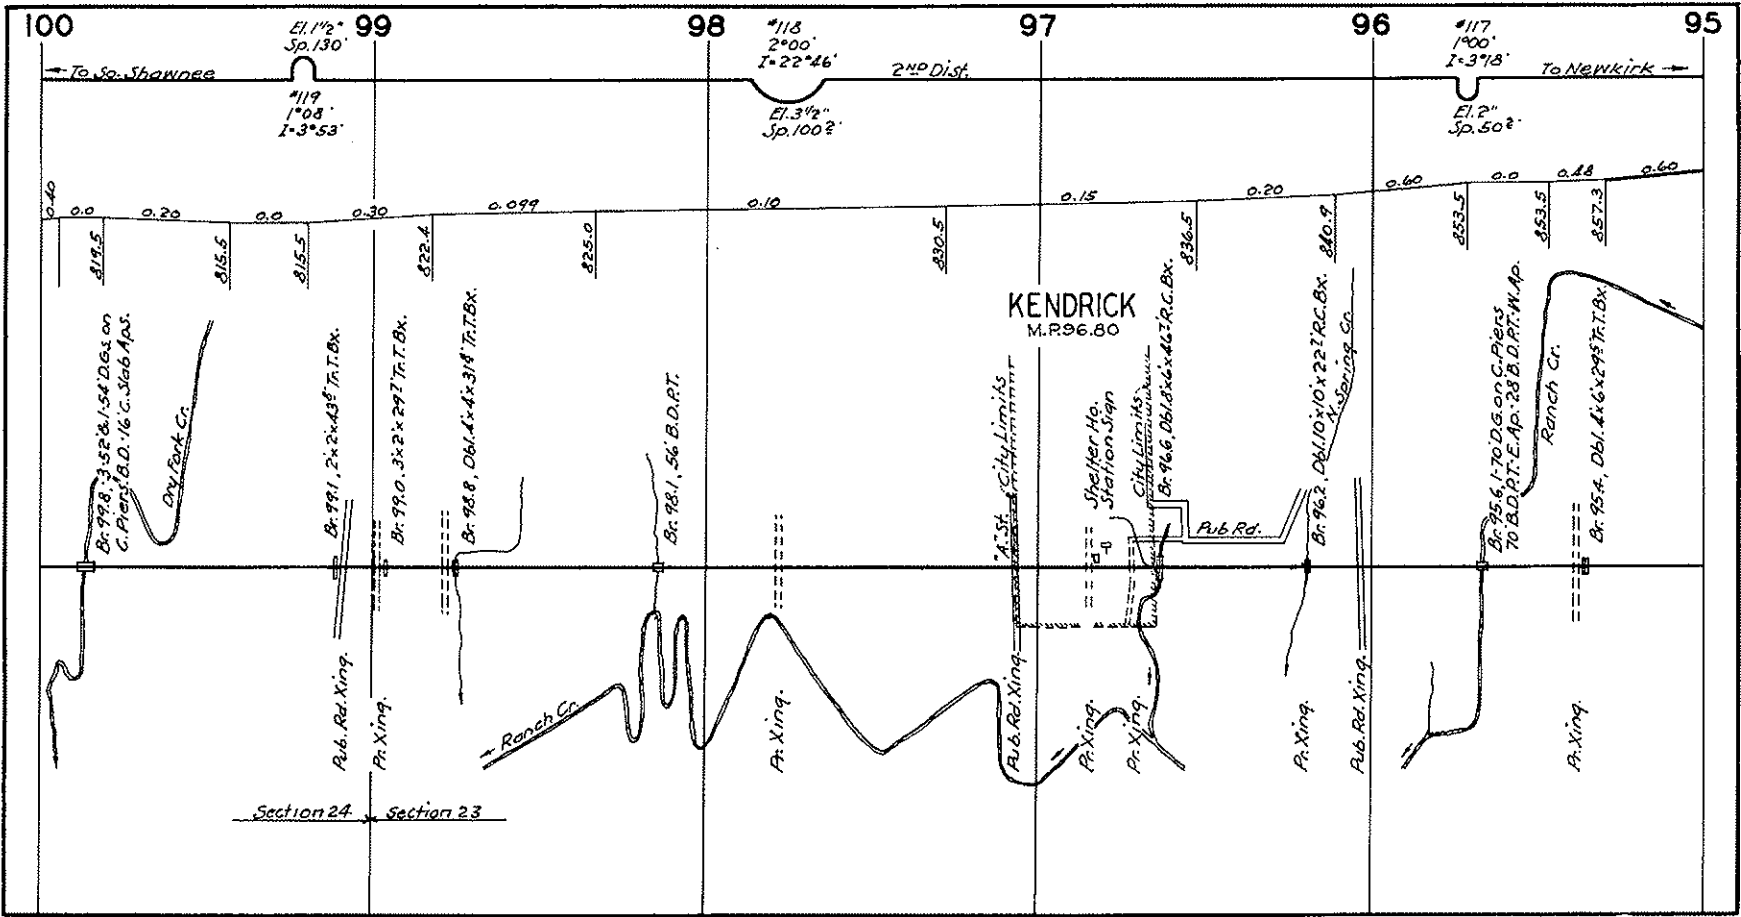 100
99
98
97
96
95
El.1½"
Sp.130'
#118
2°00'
I=22°46'
#117
1°00'
I=3°18'
← To So. Shawnee
2ND Dist.
To Newkirk →
#119
1°08'
I=3°53'
El.3½"
Sp.100
El.2"
Sp.50
0.40
0.0
0.20
0.0
0.30
0.099
0.10
0.15
0.20
0.60
0.0
0.48
0.60
819.5
815.5
815.5
822.4
825.0
830.5
836.5
840.9
853.5
853.5
857.3
KENDRICK
M.P.96.80
Br. 99.8, 3-52' & 1-54' D.G.s on
C. Piers, B.D.-16' C. Slab Aps.
Dry Fork Cr.
Br. 99.1, 2'x2'x43⁶ Tr.T.Bx.
Br. 99.0, 3'x2'x29² Tr.T.Bx.
Br. 98.8, Dbl.4'x4'x31⁸ Tr.T.Bx.
Br. 98.1, 56' B.D.P.T.
"A" St.
City Limits
Shelter Ho.
Station Sign
City Limits
Br. 96.6, Dbl.8'x6'x46² R.C.Bx.
Pub. Rd.
Br. 96.2, Dbl.10'x10'x22² R.C.Bx.
N. Spring Cr.
Br. 95.6, 1-70' D.G. on C. Piers
70' B.D.P.T.-E.Ap.-28' B.D.P.T.-W.Ap.
Ranch Cr.
Br. 95.4, Dbl.4'x6'x29⁵ Tr.T.Bx.
Pub. Rd. Xing.
Pr. Xing.
← Ranch Cr.
Pr. Xing.
Pub. Rd. Xing.
Pr. Xing.
Pr. Xing.
Pr. Xing.
Pub. Rd. Xing.
Pr. Xing.
Section 24
Section 23